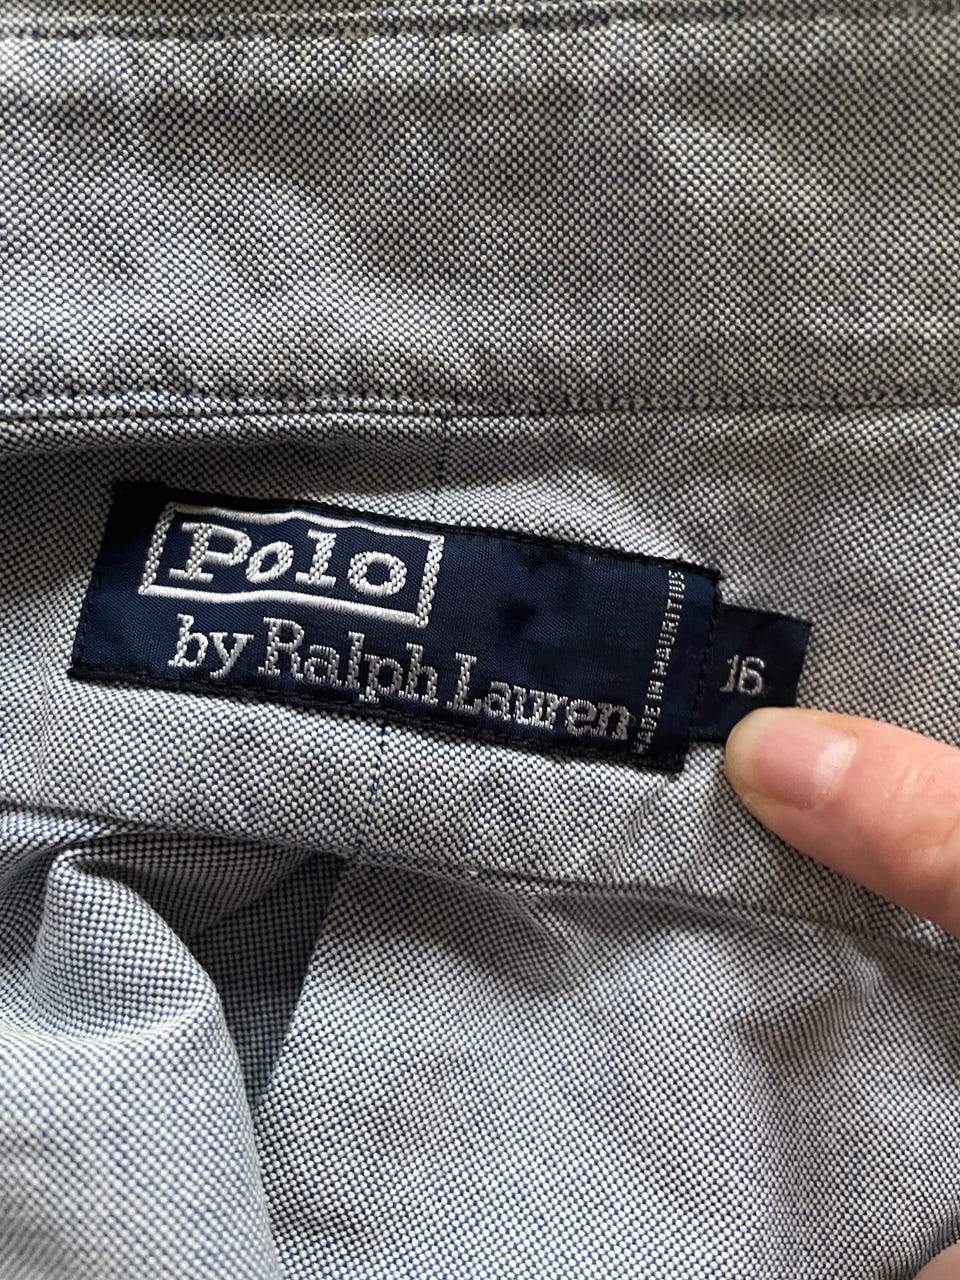 Polo
by Ralph Lauren
MADE IN MAURITIUS
16